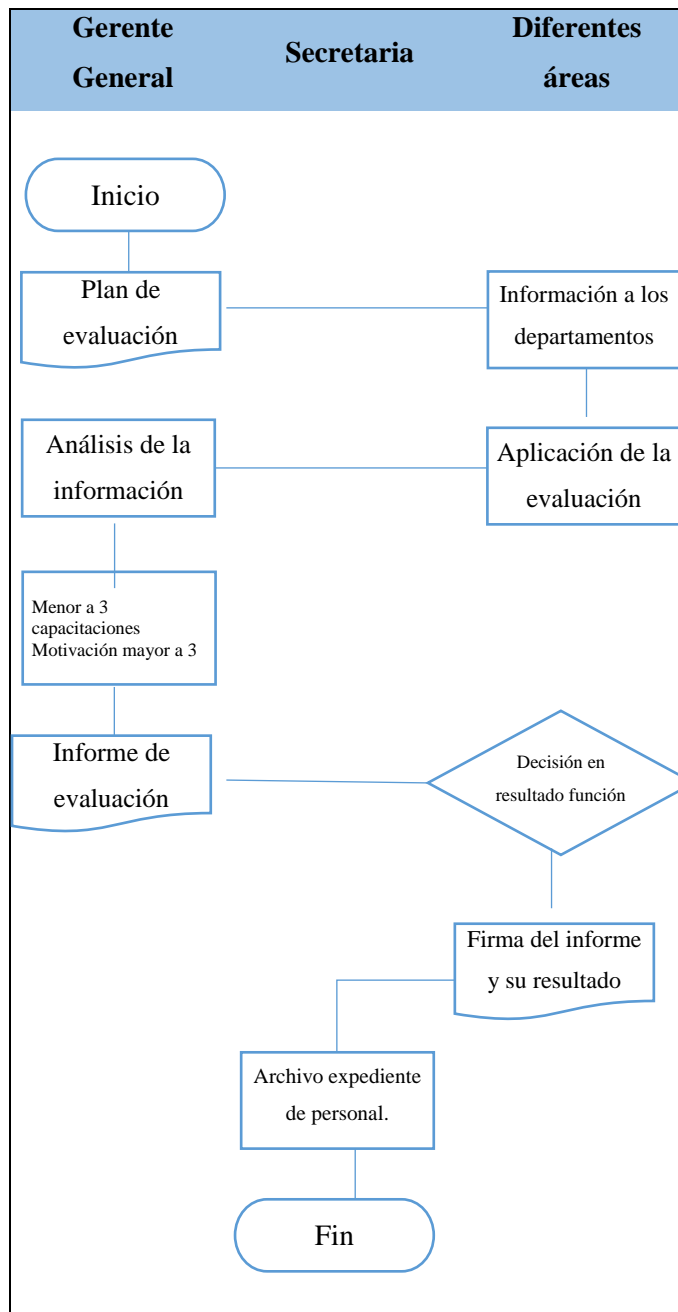 Gerente
General
Secretaria
Diferentes
áreas
Inicio
Plan de
evaluación
Información a los
departamentos
Análisis de la
información
Aplicación de la
evaluación
Menor a 3
capacitaciones
Motivación mayor a 3
Informe de
evaluación
Decisión en
resultado función
Firma del informe
y su resultado
Archivo expediente
de personal.
Fin